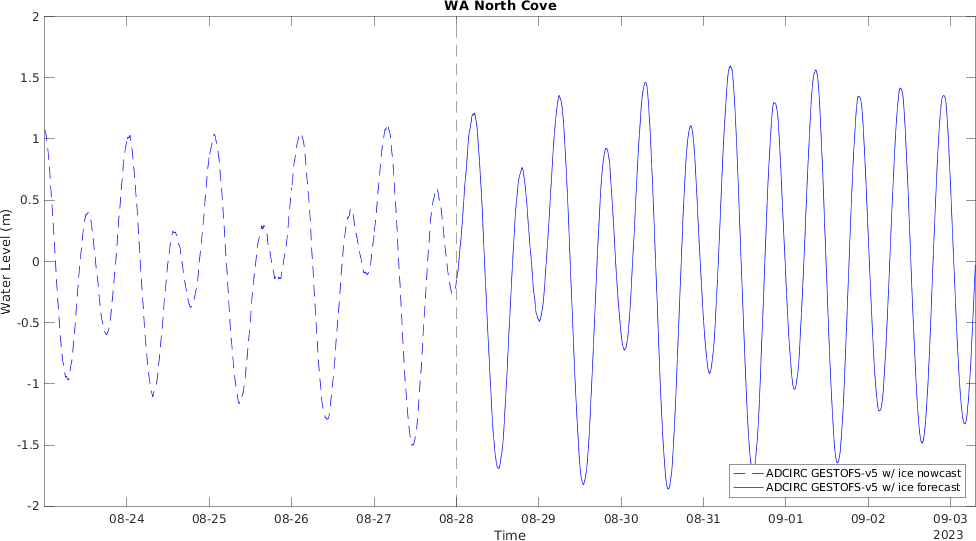 WA North Cove
2
1.5
1
0.5
0
-0.5
-1
-1.5
-2
Water Level (m)
ADCIRC GESTOFS-v5 w/ ice nowcast
ADCIRC GESTOFS-v5 w/ ice forecast
08-24 08-25 08-26 08-27 08-28 08-29 08-30 08-31 09-01 09-02 09-03
Time
2023